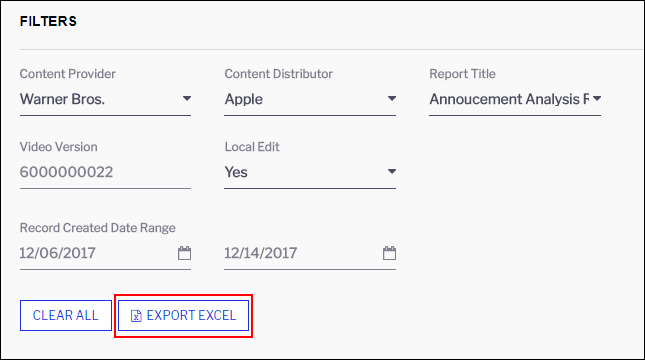 FILTERS
Content Provider Content Distributor Report Title
Warner Bros. Apple Annoucement Analysis R
Video Version Local Edit
6000000022 Yes
Record Created Date Range
12/06/2017 12/14/2017
CLEAR ALL EXPORT EXCEL